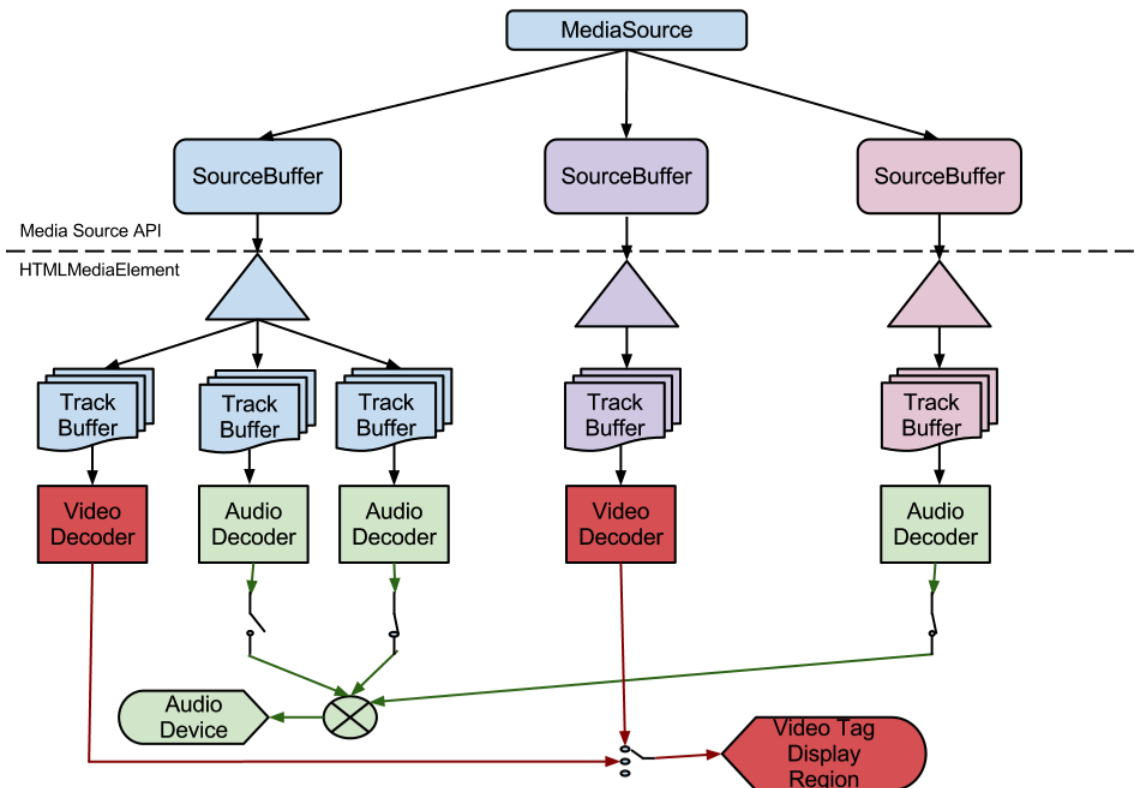 MediaSource
SourceBuffer
SourceBuffer
SourceBuffer
Media Source API
HTMLMediaElement
Track
Buffer
Track
Buffer
Track
Buffer
Track
Buffer
Track
Buffer
Video
Decoder
Audio
Decoder
Audio
Decoder
Video
Decoder
Audio
Decoder
Audio
Device
Video Tag
Display
Region